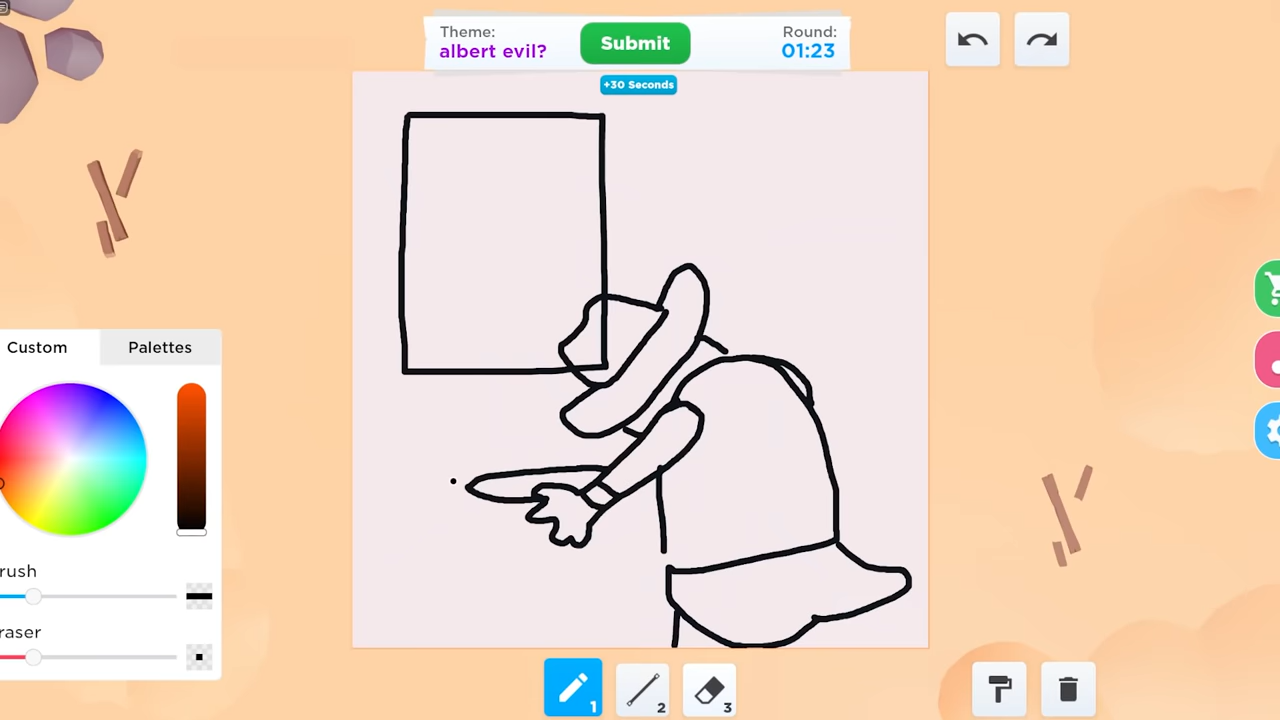 Theme:
albert evil?
Submit
Round:
01:23
+30 Seconds
Custom
Palettes
rush
raser
1
2
3